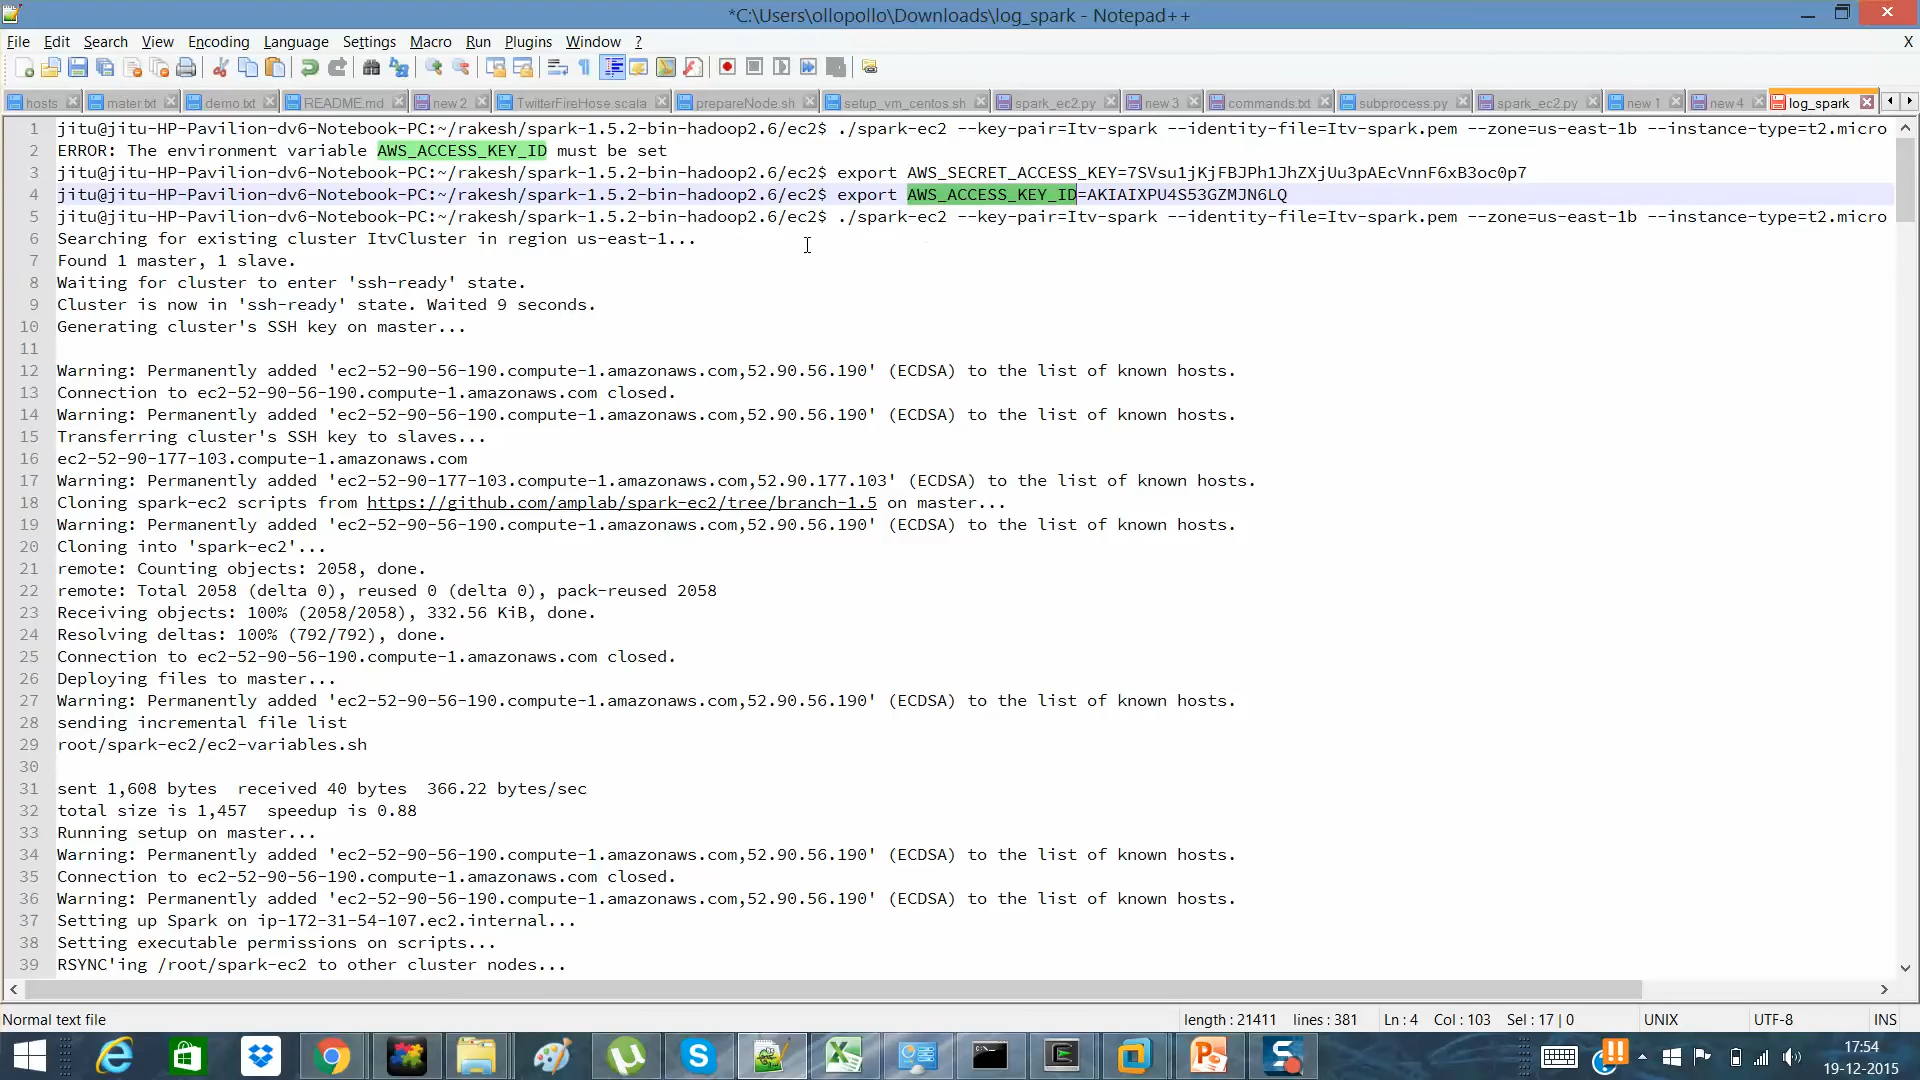 *C:\Users\ollopollo\Downloads\log_spark - Notepad++
File Edit Search View Encoding Language Settings Macro Run Plugins Window ? X
hosts mater.txt demo.txt README.md new 2 TwitterFireHose scala prepareNode.sh setup_vm_centos.sh spark_ec2.py new 3 commands.txt subprocess.py spark_ec2.py new 1 new 4 log_spark
1 jitu@jitu-HP-Pavilion-dv6-Notebook-PC:~/rakesh/spark-1.5.2-bin-hadoop2.6/ec2$ ./spark-ec2 --key-pair=Itv-spark --identity-file=Itv-spark.pem --zone=us-east-1b --instance-type=t2.micro
2 ERROR: The environment variable AWS_ACCESS_KEY_ID must be set
3 jitu@jitu-HP-Pavilion-dv6-Notebook-PC:~/rakesh/spark-1.5.2-bin-hadoop2.6/ec2$ export AWS_SECRET_ACCESS_KEY=7SVsu1jKjFBJPh1JhZXjUu3pAEcVnnF6xB3oc0p7
4 jitu@jitu-HP-Pavilion-dv6-Notebook-PC:~/rakesh/spark-1.5.2-bin-hadoop2.6/ec2$ export AWS_ACCESS_KEY_ID=AKIAIXPU4S53GZMJN6LQ
5 jitu@jitu-HP-Pavilion-dv6-Notebook-PC:~/rakesh/spark-1.5.2-bin-hadoop2.6/ec2$ ./spark-ec2 --key-pair=Itv-spark --identity-file=Itv-spark.pem --zone=us-east-1b --instance-type=t2.micro
6 Searching for existing cluster ItvCluster in region us-east-1...
7 Found 1 master, 1 slave.
8 Waiting for cluster to enter 'ssh-ready' state.
9 Cluster is now in 'ssh-ready' state. Waited 9 seconds.
10 Generating cluster's SSH key on master...
11
12 Warning: Permanently added 'ec2-52-90-56-190.compute-1.amazonaws.com,52.90.56.190' (ECDSA) to the list of known hosts.
13 Connection to ec2-52-90-56-190.compute-1.amazonaws.com closed.
14 Warning: Permanently added 'ec2-52-90-56-190.compute-1.amazonaws.com,52.90.56.190' (ECDSA) to the list of known hosts.
15 Transferring cluster's SSH key to slaves...
16 ec2-52-90-177-103.compute-1.amazonaws.com
17 Warning: Permanently added 'ec2-52-90-177-103.compute-1.amazonaws.com,52.90.177.103' (ECDSA) to the list of known hosts.
18 Cloning spark-ec2 scripts from https://github.com/amplab/spark-ec2/tree/branch-1.5 on master...
19 Warning: Permanently added 'ec2-52-90-56-190.compute-1.amazonaws.com,52.90.56.190' (ECDSA) to the list of known hosts.
20 Cloning into 'spark-ec2'...
21 remote: Counting objects: 2058, done.
22 remote: Total 2058 (delta 0), reused 0 (delta 0), pack-reused 2058
23 Receiving objects: 100% (2058/2058), 332.56 KiB, done.
24 Resolving deltas: 100% (792/792), done.
25 Connection to ec2-52-90-56-190.compute-1.amazonaws.com closed.
26 Deploying files to master...
27 Warning: Permanently added 'ec2-52-90-56-190.compute-1.amazonaws.com,52.90.56.190' (ECDSA) to the list of known hosts.
28 sending incremental file list
29 root/spark-ec2/ec2-variables.sh
30
31 sent 1,608 bytes  received 40 bytes  366.22 bytes/sec
32 total size is 1,457  speedup is 0.88
33 Running setup on master...
34 Warning: Permanently added 'ec2-52-90-56-190.compute-1.amazonaws.com,52.90.56.190' (ECDSA) to the list of known hosts.
35 Connection to ec2-52-90-56-190.compute-1.amazonaws.com closed.
36 Warning: Permanently added 'ec2-52-90-56-190.compute-1.amazonaws.com,52.90.56.190' (ECDSA) to the list of known hosts.
37 Setting up Spark on ip-172-31-54-107.ec2.internal...
38 Setting executable permissions on scripts...
39 RSYNC'ing /root/spark-ec2 to other cluster nodes...
Normal text file length : 21411 lines : 381 Ln : 4 Col : 103 Sel : 17 | 0 UNIX UTF-8 INS
17:54
19-12-2015